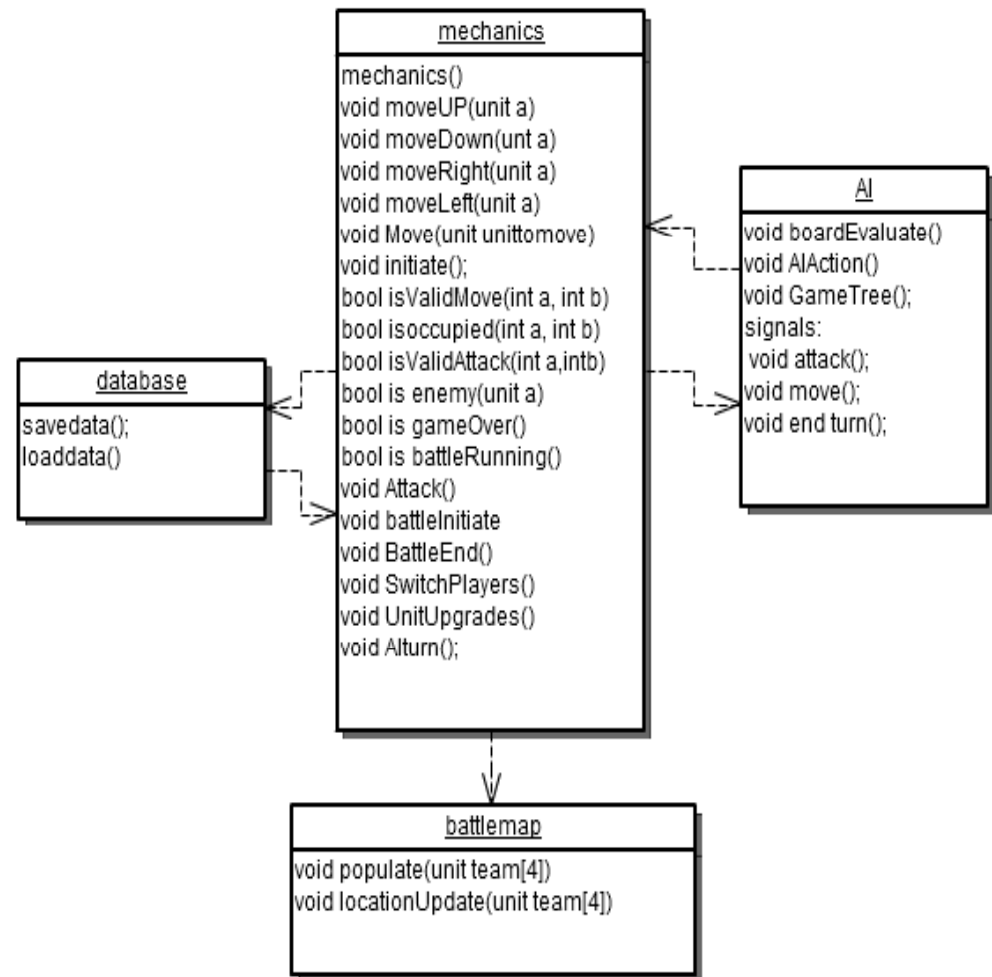 mechanics
mechanics()
void moveUP(unit a)
void moveDown(unt a)
void moveRight(unit a)
void moveLeft(unit a)
void Move(unit unittomove)
void initiate();
bool isValidMove(int a, int b)
bool isoccupied(int a, int b)
bool isValidAttack(int a,intb)
bool is enemy(unit a)
bool is gameOver()
bool is battleRunning()
void Attack()
void battleInitiate
void BattleEnd()
void SwitchPlayers()
void UnitUpgrades()
void AIturn();
AI
void boardEvaluate()
void AIAction()
void GameTree();
signals:
void attack();
void move();
void end turn();
database
savedata();
loaddata()
battlemap
void populate(unit team[4])
void locationUpdate(unit team[4])